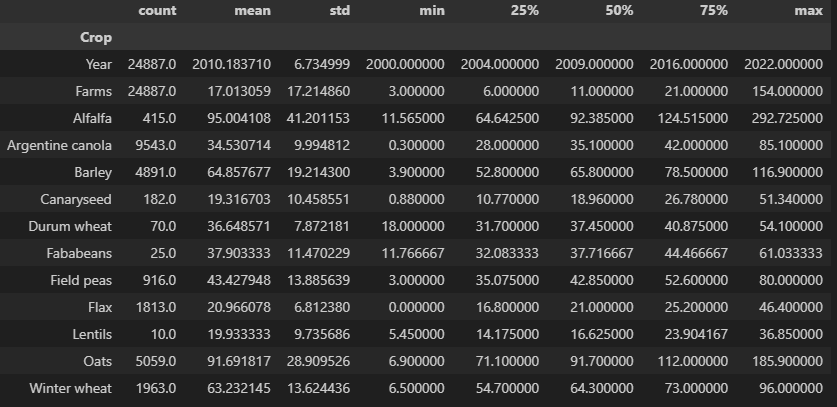 count mean std min 25% 50% 75% max
Crop
Year 24887.0 2010.183710 6.734999 2000.000000 2004.000000 2009.000000 2016.000000 2022.000000
Farms 24887.0 17.013059 17.214860 3.000000 6.000000 11.000000 21.000000 154.000000
Alfalfa 415.0 95.004108 41.201153 11.565000 64.642500 92.385000 124.515000 292.725000
Argentine canola 9543.0 34.530714 9.994812 0.300000 28.000000 35.100000 42.000000 85.100000
Barley 4891.0 64.857677 19.214300 3.900000 52.800000 65.800000 78.500000 116.900000
Canaryseed 182.0 19.316703 10.458551 0.880000 10.770000 18.960000 26.780000 51.340000
Durum wheat 70.0 36.648571 7.872181 18.000000 31.700000 37.450000 40.875000 54.100000
Fababeans 25.0 37.903333 11.470229 11.766667 32.083333 37.716667 44.466667 61.033333
Field peas 916.0 43.427948 13.885639 3.000000 35.075000 42.850000 52.600000 80.000000
Flax 1813.0 20.966078 6.812380 0.000000 16.800000 21.000000 25.200000 46.400000
Lentils 10.0 19.933333 9.735686 5.450000 14.175000 16.625000 23.904167 36.850000
Oats 5059.0 91.691817 28.909526 6.900000 71.100000 91.700000 112.000000 185.900000
Winter wheat 1963.0 63.232145 13.624436 6.500000 54.700000 64.300000 73.000000 96.000000